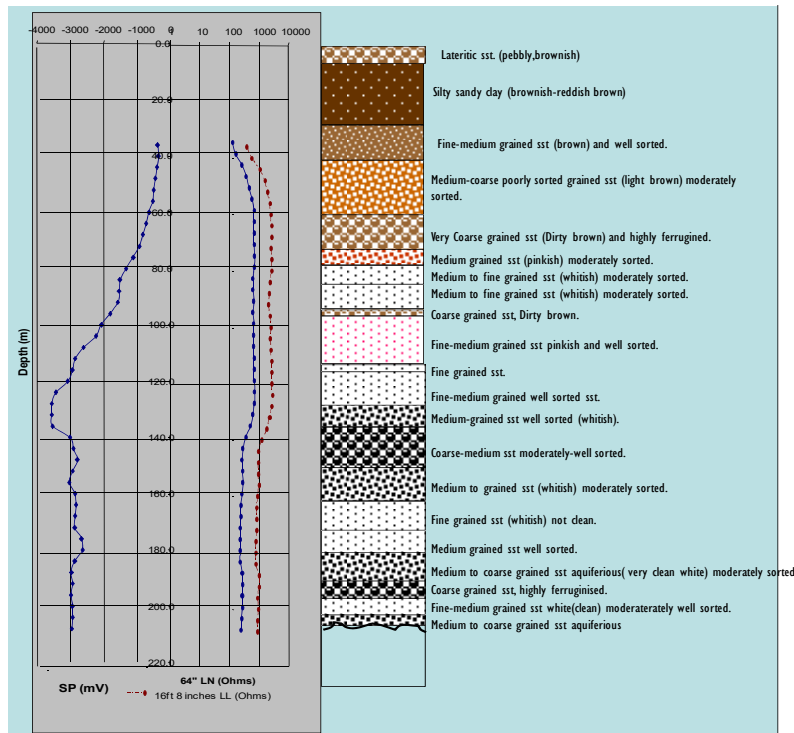 -4000 -3000 -2000 -1000 0 10 100 1000 10000
0.0
20.0
40.0
60.0
80.0
100.0
120.0
140.0
160.0
180.0
200.0
220.0
Depth (m)
SP (mV)
64" LN (Ohms)
16ft 8 inches LL (Ohms)
Lateritic sst. (pebbly,brownish)
Silty sandy clay (brownish-reddish brown)
Fine-medium grained sst (brown) and well sorted.
Medium-coarse poorly sorted grained sst (light brown) moderately
sorted.
Very Coarse grained sst (Dirty brown) and highly ferrugined.
Medium grained sst (pinkish) moderately sorted.
Medium to fine grained sst (whitish) moderately sorted.
Medium to fine grained sst (whitish) moderately sorted.
Coarse grained sst, Dirty brown.
Fine-medium grained sst pinkish and well sorted.
Fine grained sst.
Fine-medium grained well sorted sst.
Medium-grained sst well sorted (whitish).
Coarse-medium sst moderately-well sorted.
Medium to grained sst (whitish) moderately sorted.
Fine grained sst (whitish) not clean.
Medium grained sst well sorted.
Medium to coarse grained sst aquiferious( very clean white) moderately sorted
Coarse grained sst, highly ferruginised.
Fine-medium grained sst white(clean) moderaterately well sorted.
Medium to coarse grained sst aquiferious